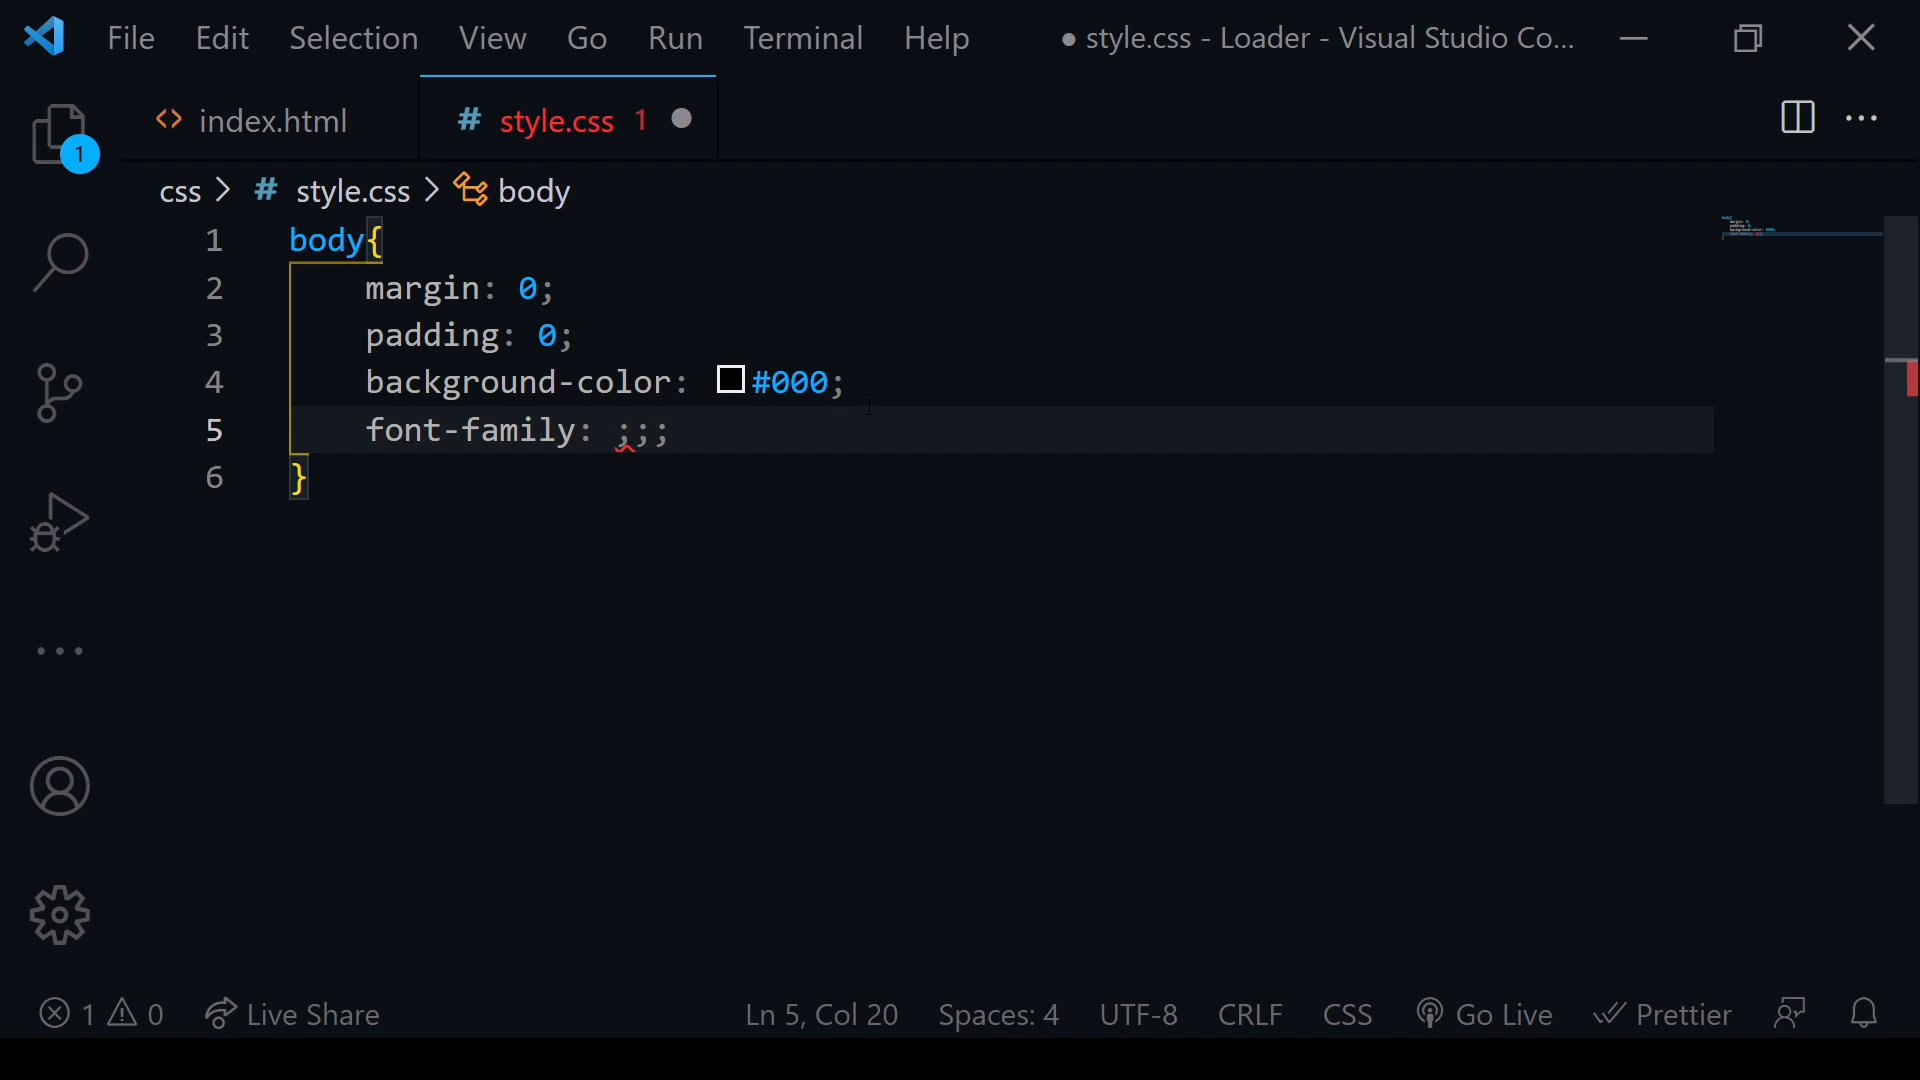 File Edit Selection View Go Run Terminal Help ● style.css - Loader - Visual Studio Co...
index.html # style.css 1
1
css > # style.css > body
1 body{
2 margin: 0;
3 padding: 0;
4 background-color: #000;
5 font-family: ;;;
6 }
1 0 Live Share Ln 5, Col 20 Spaces: 4 UTF-8 CRLF CSS Go Live Prettier